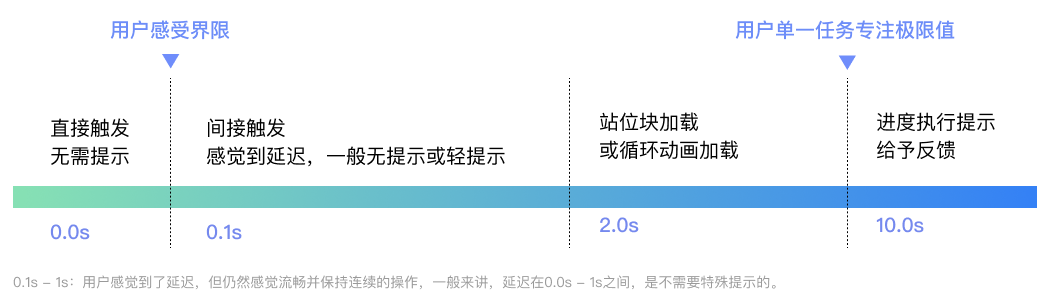 用户感受界限
用户单一任务专注极限值
直接触发
无需提示
间接触发
感觉到延迟，一般无提示或轻提示
站位块加载
或循环动画加载
进度执行提示
给予反馈
0.0s
0.1s
2.0s
10.0s
0.1s – 1s：用户感觉到了延迟，但仍然感觉流畅并保持连续的操作，一般来讲，延迟在0.0s – 1s之间，是不需要特殊提示的。